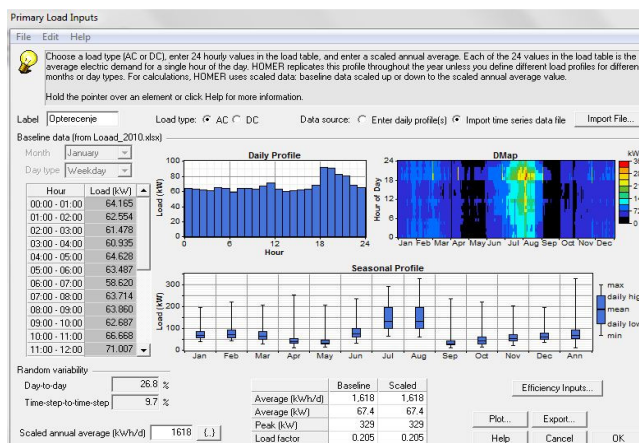 Primary Load Inputs
File Edit Help
Choose a load type (AC or DC), enter 24 hourly values in the load table, and enter a scaled annual average. Each of the 24 values in the load table is the
average electric demand for a single hour of the day. HOMER replicates this profile throughout the year unless you define different load profiles for different
months or day types. For calculations, HOMER uses scaled data: baseline data scaled up or down to the scaled annual average value.
Hold the pointer over an element or click Help for more information.
Label Opterecenje Load type: AC DC Data source: Enter daily profile(s) Import time series data file Import File...
Baseline data (from Loaad_2010.xlsx)
Month January
Day type Weekday
Hour Load (kW)
00:00 - 01:00 64.165
01:00 - 02:00 62.554
02:00 - 03:00 61.478
03:00 - 04:00 60.935
04:00 - 05:00 64.628
05:00 - 06:00 63.487
06:00 - 07:00 58.620
07:00 - 08:00 63.714
08:00 - 09:00 63.860
09:00 - 10:00 62.687
10:00 - 11:00 66.668
11:00 - 12:00 71.007
Daily Profile
Load (kW)
100
80
60
40
20
0
0 6 12 18 24
Hour
DMap
Hour of Day
24
18
12
6
0
Jan Feb Mar Apr May Jun Jul Aug Sep Oct Nov Dec
72
0
Seasonal Profile
Load (kW)
300
200
100
0
Jan Feb Mar Apr May Jun Jul Aug Sep Oct Nov Dec Ann
max
daily hig
mean
daily low
min
Random variability
Day-to-day 26.8 %
Time-step-to-time-step 9.7 %
Scaled annual average (kWh/d) 1618 {..}
Baseline Scaled
Average (kWh/d) 1,618 1,618
Average (kW) 67.4 67.4
Peak (kW) 329 329
Load factor 0.205 0.205
Efficiency Inputs...
Plot... Export...
Help Cancel OK